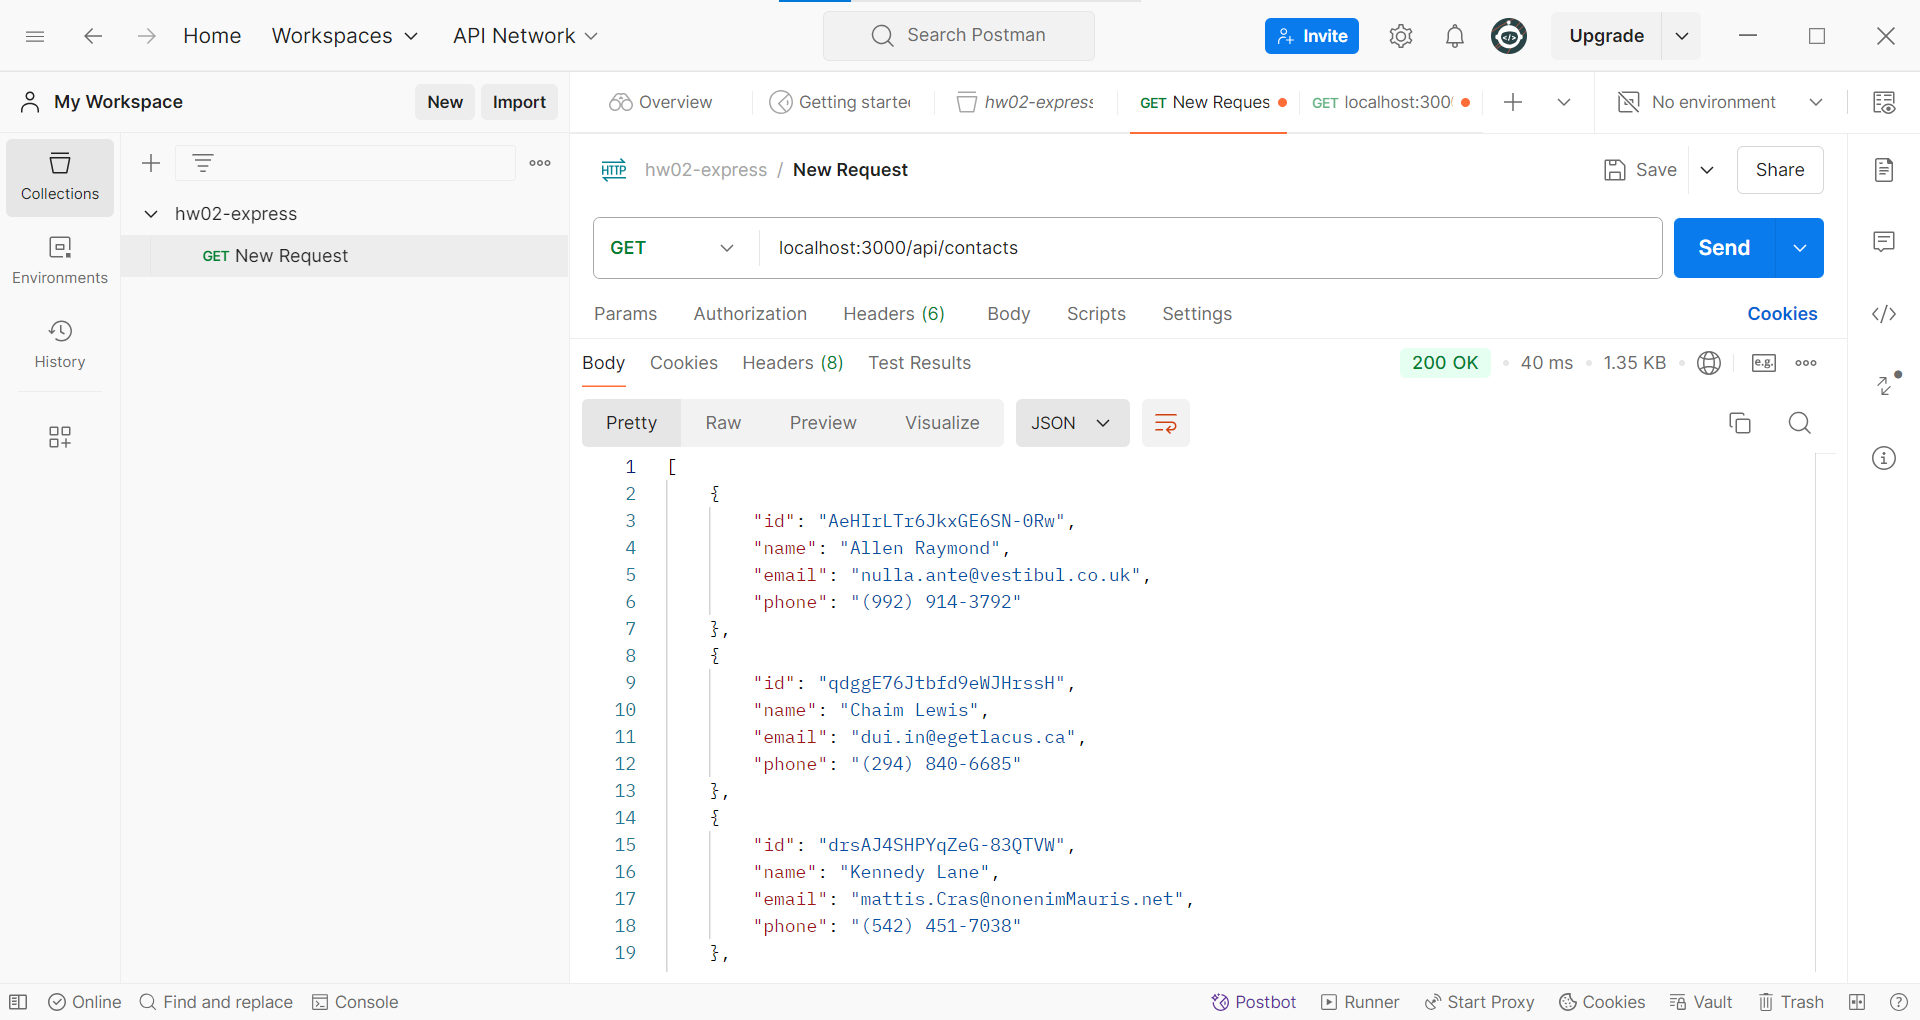 Home Workspaces API Network Search Postman Invite Upgrade
My Workspace New Import Overview Getting starte hw02-express GET New Reques GET localhost:300 No environment
Collections
Environments
History
hw02-express
GET New Request
HTTP hw02-express / New Request Save Share
GET localhost:3000/api/contacts Send
Params Authorization Headers (6) Body Scripts Settings Cookies
Body Cookies Headers (8) Test Results 200 OK 40 ms 1.35 KB e.g.
Pretty Raw Preview Visualize JSON
1 [
2 {
3 "id": "AeHIrLTr6JkxGE6SN-0Rw",
4 "name": "Allen Raymond",
5 "email": "nulla.ante@vestibul.co.uk",
6 "phone": "(992) 914-3792"
7 },
8 {
9 "id": "qdggE76Jtbfd9eWJHrssH",
10 "name": "Chaim Lewis",
11 "email": "dui.in@egetlacus.ca",
12 "phone": "(294) 840-6685"
13 },
14 {
15 "id": "drsAJ4SHPYqZeG-83QTVW",
16 "name": "Kennedy Lane",
17 "email": "mattis.Cras@nonenimMauris.net",
18 "phone": "(542) 451-7038"
19 },
Online Find and replace Console Postbot Runner Start Proxy Cookies Vault Trash